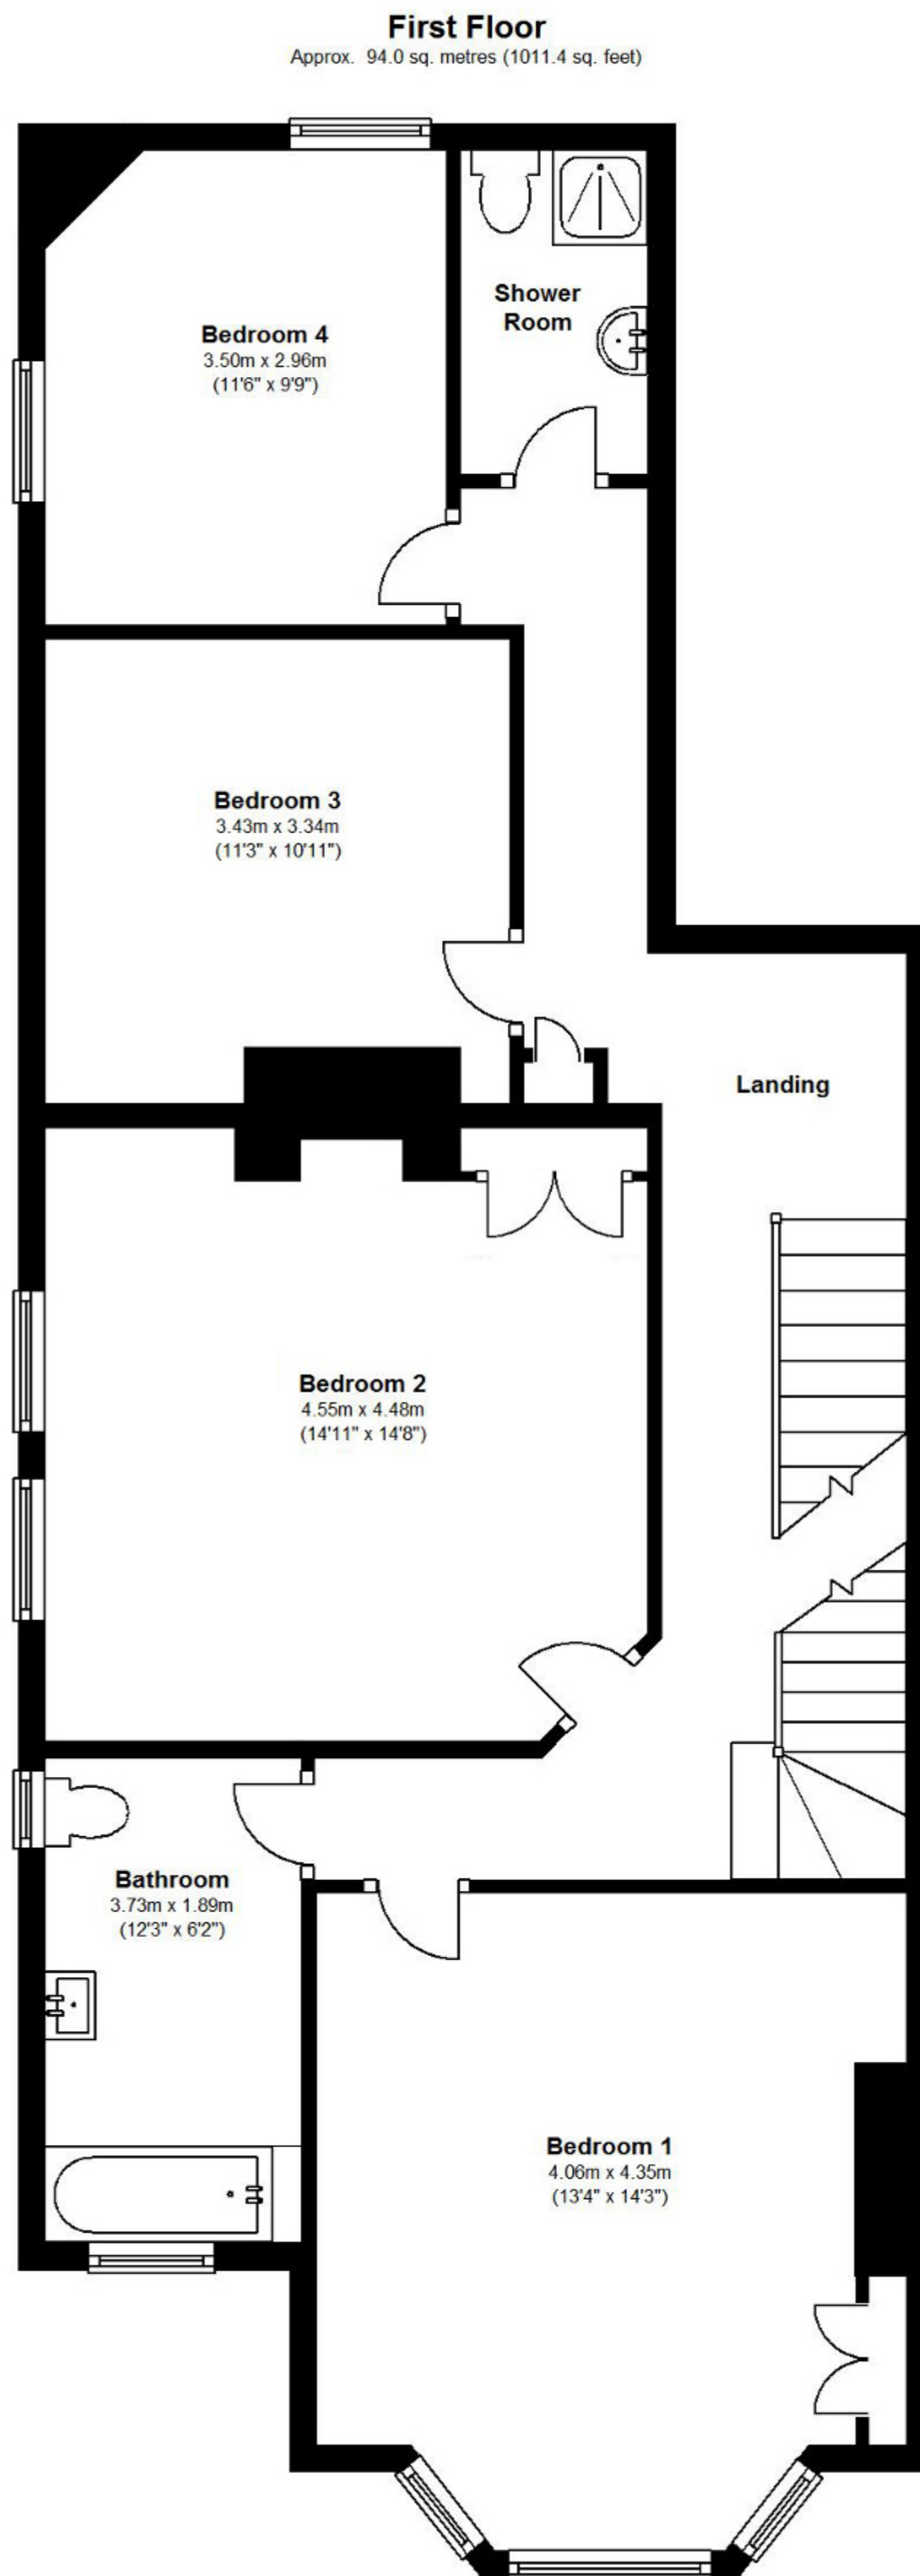 First Floor
Approx. 94.0 sq. metres (1011.4 sq. feet)
Bedroom 4
3.50m x 2.96m
(11'6" x 9'9")
Shower
Room
Bedroom 3
3.43m x 3.34m
(11'3" x 10'11")
Landing
Bedroom 2
4.55m x 4.48m
(14'11" x 14'8")
Bathroom
3.73m x 1.89m
(12'3" x 6'2")
Bedroom 1
4.06m x 4.35m
(13'4" x 14'3")